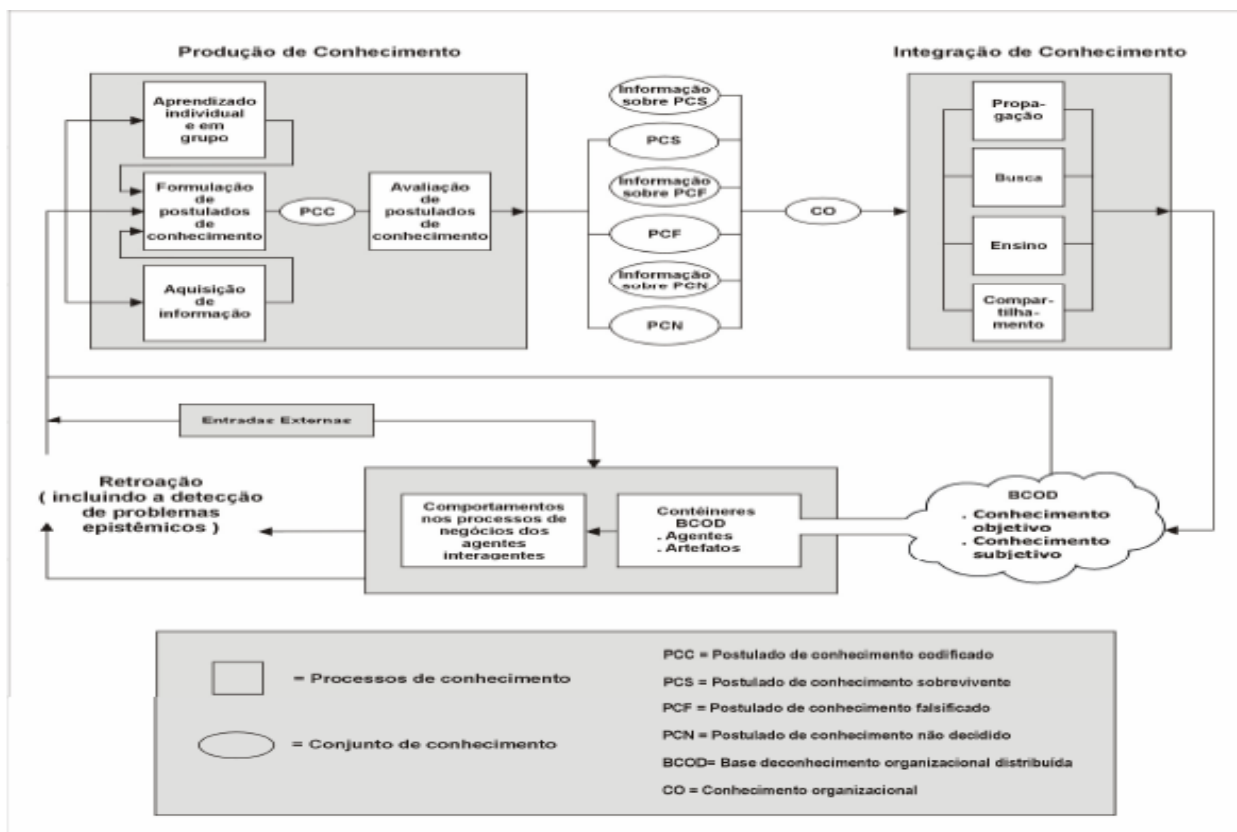 Produção de Conhecimento
Integração de Conhecimento
Aprendizado
individual
e em
grupo
Formulação
de
postulados
de
conhecimento
Aquisição
de
informação
PCC
Avaliação
de
postulados
de
conhecimento
Informação
sobre PCS
PCS
Informação
sobre PCF
PCF
Informação
sobre PCN
PCN
CO
Propa-
gação
Busca
Ensino
Compar-
tilha-
mento
Entradas Externas
Retroação
( incluindo a detecção
de problemas
epistêmicos )
Comportamentos
nos processos de
negócios dos
agentes
interagentes
Contêineres
BCOD
. Agentes
. Artefatos
BCOD
. Conhecimento
objetivo
. Conhecimento
subjetivo
= Processos de conhecimento
= Conjunto de conhecimento
PCC = Postulado de conhecimento codificado
PCS = Postulado de conhecimento sobrevivente
PCF = Postulado de conhecimento falsificado
PCN = Postulado de conhecimento não decidido
BCOD= Base deconhecimento organizacional distribuída
CO = Conhecimento organizacional